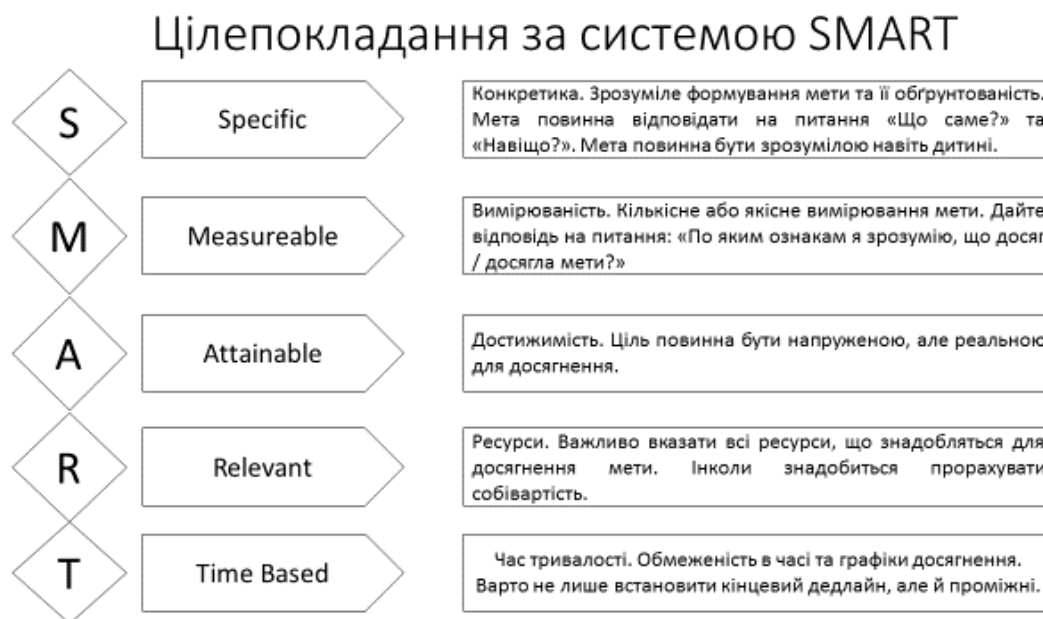 Цілепокладання за системою SMART
S
Specific
Конкретика. Зрозуміле формування мети та її обґрунтованість.
Мета повинна відповідати на питання «Що саме?» та
«Навіщо?». Мета повинна бути зрозумілою навіть дитині.
M
Measureable
Вимірюваність. Кількісне або якісне вимірювання мети. Дайте
відповідь на питання: «По яким ознакам я зрозумію, що досяг
/ досягла мети?»
A
Attainable
Достижимість. Ціль повинна бути напруженою, але реальною
для досягнення.
R
Relevant
Ресурси. Важливо вказати всі ресурси, що знадобляться для
досягнення мети. Інколи знадобиться прорахувати
собівартість.
T
Time Based
Час тривалості. Обмеженість в часі та графіки досягнення.
Варто не лише встановити кінцевий дедлайн, але й проміжні.